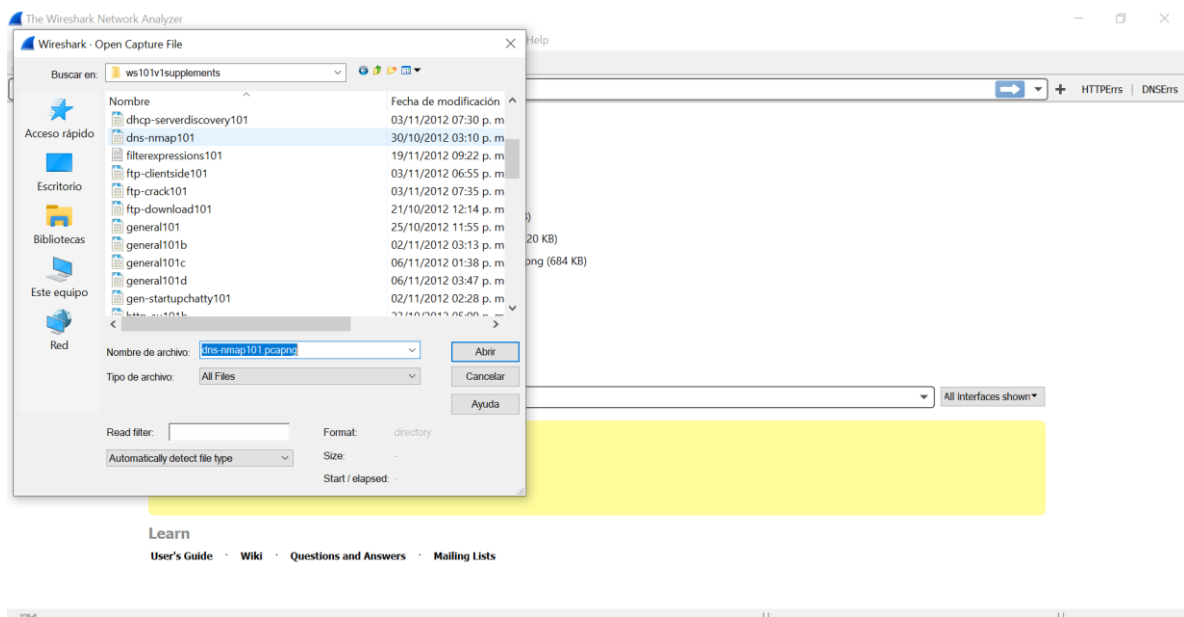 The Wireshark Network Analyzer
Wireshark · Open Capture File
Help
Buscar en:
ws101v1supplements
HTTPErrs | DNSErrs
Acceso rápido
Escritorio
Bibliotecas
Este equipo
Red
Nombre Fecha de modificación
dhcp-serverdiscovery101 03/11/2012 07:30 p. m
dns-nmap101 30/10/2012 03:10 p. m
filterexpressions101 19/11/2012 09:22 p. m
ftp-clientside101 03/11/2012 06:55 p. m
ftp-crack101 03/11/2012 07:35 p. m
ftp-download101 21/10/2012 12:14 p. m
general101 25/10/2012 11:55 p. m
general101b 02/11/2012 03:13 p. m
general101c 06/11/2012 01:38 p. m
general101d 06/11/2012 03:47 p. m
gen-startupchatty101 02/11/2012 02:28 p. m
20 KB)
png (684 KB)
Nombre de archivo: dns-nmap101.pcapng Abrir
Tipo de archivo: All Files Cancelar
Ayuda
All interfaces shown
Read filter: Format: directory
Automatically detect file type Size: -
Start / elapsed: -
Learn
User's Guide · Wiki · Questions and Answers · Mailing Lists